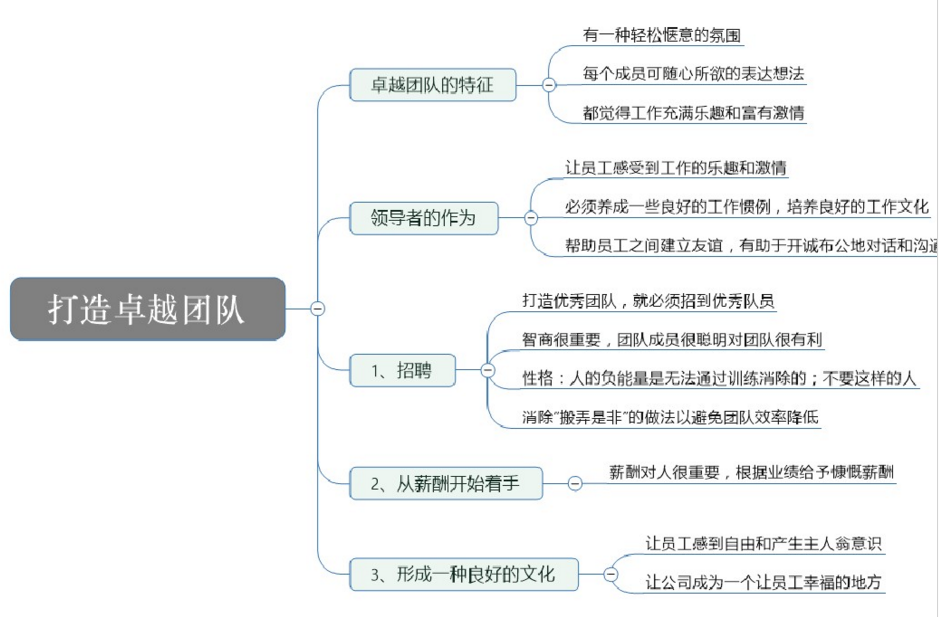 打造卓越团队
卓越团队的特征
有一种轻松惬意的氛围
每个成员可随心所欲的表达想法
都觉得工作充满乐趣和富有激情
领导者的作为
让员工感受到工作的乐趣和激情
必须养成一些良好的工作惯例，培养良好的工作文化
帮助员工之间建立友谊，有助于开诚布公地对话和沟通
1、招聘
打造优秀团队，就必须招到优秀队员
智商很重要，团队成员很聪明对团队很有利
性格：人的负能量是无法通过训练消除的；不要这样的人
消除“搬弄是非”的做法以避免团队效率降低
2、从薪酬开始着手
薪酬对人很重要，根据业绩给予慷慨薪酬
3、形成一种良好的文化
让员工感到自由和产生主人翁意识
让公司成为一个让员工幸福的地方